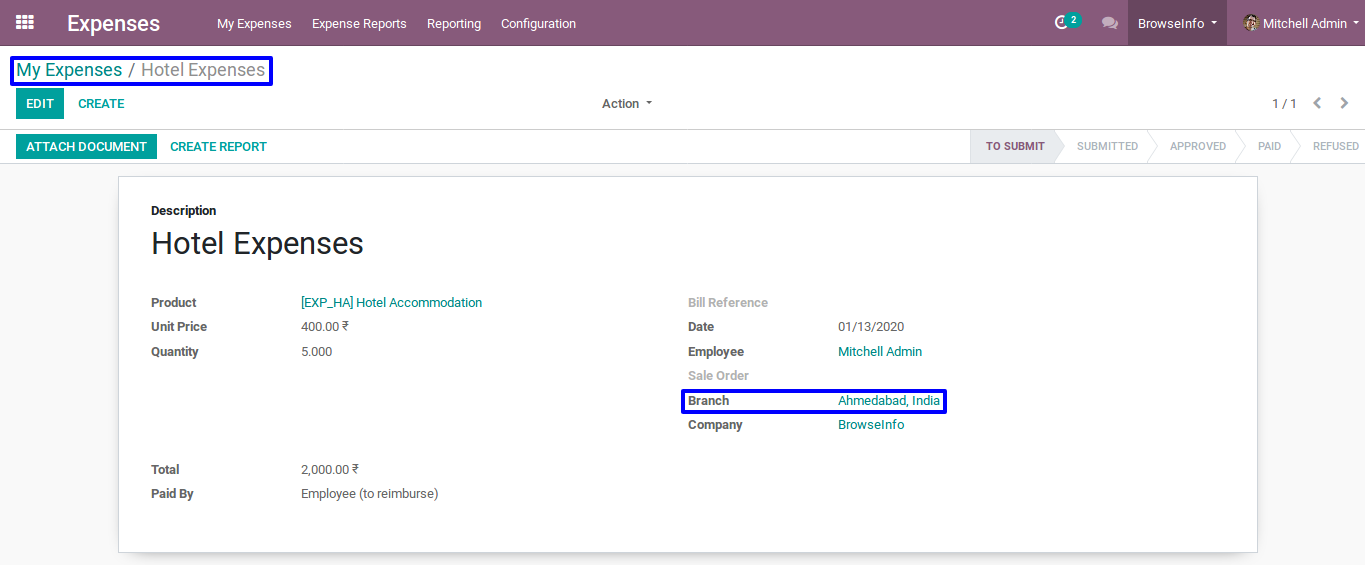 Expenses My Expenses Expense Reports Reporting Configuration 2 BrowseInfo Mitchell Admin
My Expenses / Hotel Expenses
EDIT CREATE Action 1 / 1
ATTACH DOCUMENT CREATE REPORT TO SUBMIT SUBMITTED APPROVED PAID REFUSED
Description
Hotel Expenses
Product [EXP_HA] Hotel Accommodation Bill Reference
Unit Price 400.00 ₹ Date 01/13/2020
Quantity 5.000 Employee Mitchell Admin
Sale Order
Branch Ahmedabad, India
Company BrowseInfo
Total 2,000.00 ₹
Paid By Employee (to reimburse)